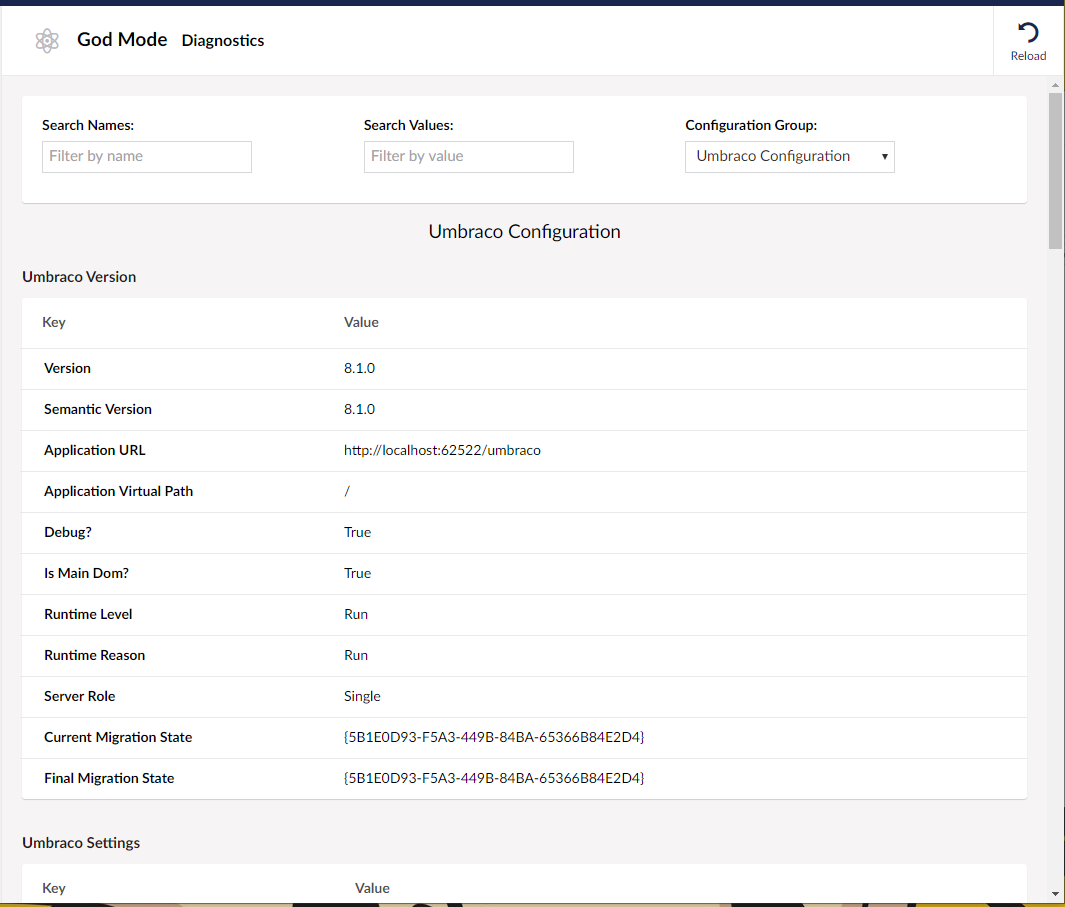 God Mode Diagnostics
Reload
Search Names: Search Values: Configuration Group:
Filter by name Filter by value Umbraco Configuration
Umbraco Configuration
Umbraco Version
Key Value
Version 8.1.0
Semantic Version 8.1.0
Application URL http://localhost:62522/umbraco
Application Virtual Path /
Debug? True
Is Main Dom? True
Runtime Level Run
Runtime Reason Run
Server Role Single
Current Migration State {5B1E0D93-F5A3-449B-84BA-65366B84E2D4}
Final Migration State {5B1E0D93-F5A3-449B-84BA-65366B84E2D4}
Umbraco Settings
Key Value